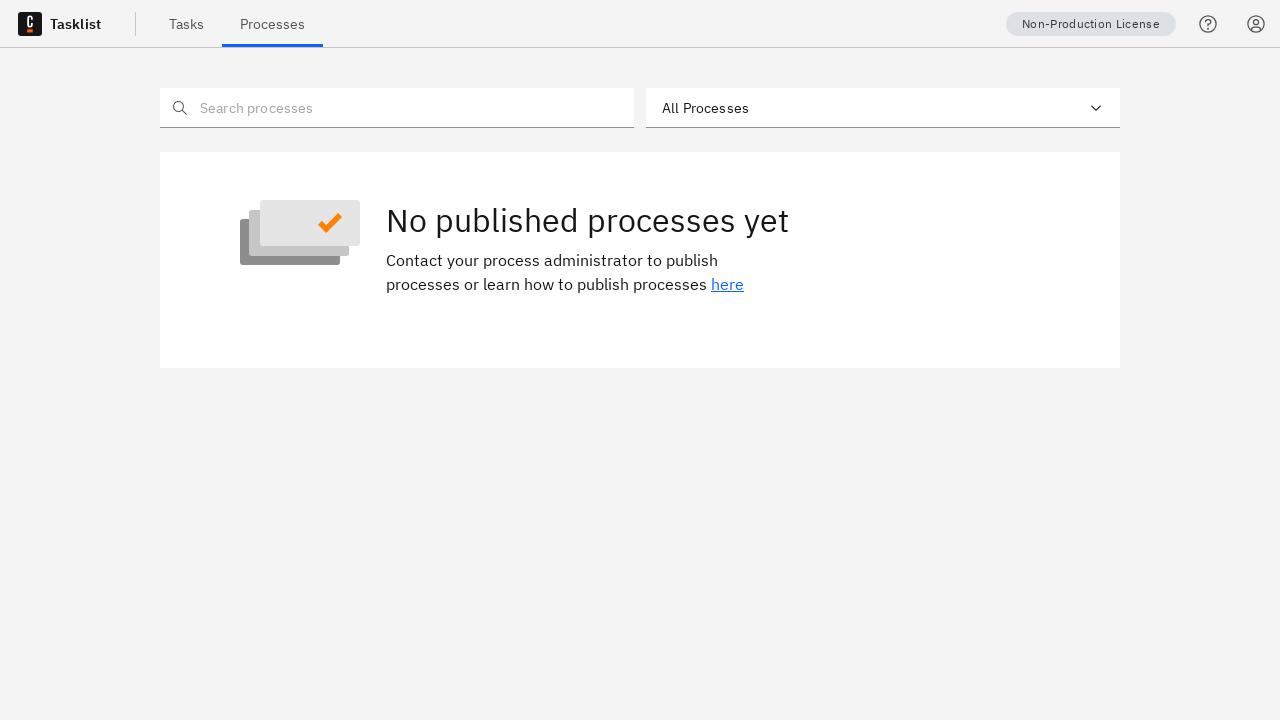 Tasklist
Tasks
Processes
Non-Production License
Search processes
All Processes
No published processes yet
Contact your process administrator to publish
processes or learn how to publish processes here